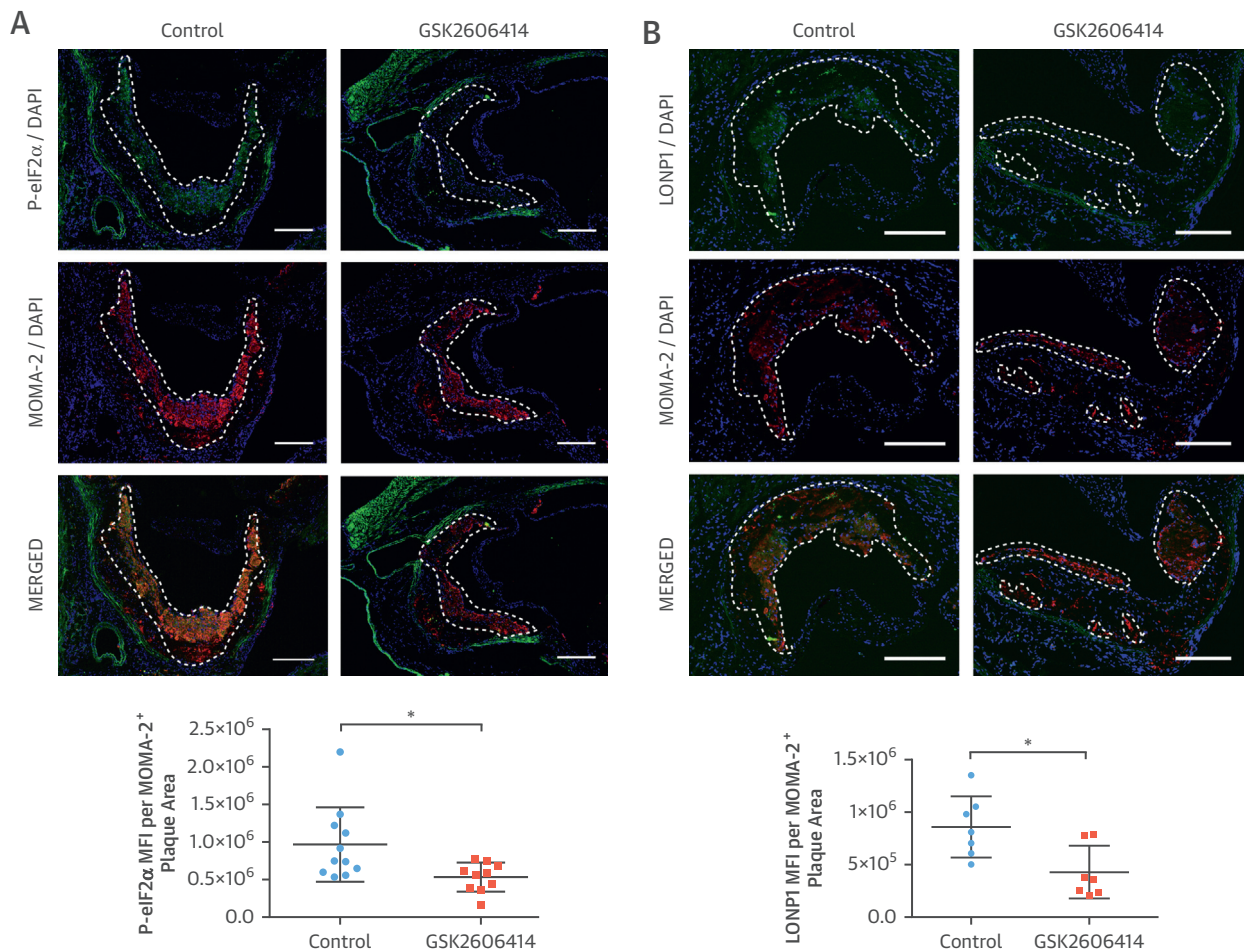 A
Control
GSK2606414
P-eIF2α / DAPI
MOMA-2 / DAPI
MERGED
P-eIF2α MFI per MOMA-2+
Plaque Area
2.5×10⁶
2.0×10⁶
1.5×10⁶
1.0×10⁶
0.5×10⁶
0.0
*
Control
GSK2606414
B
Control
GSK2606414
LONP1 / DAPI
MOMA-2 / DAPI
MERGED
LONP1 MFI per MOMA-2+
Plaque Area
1.5×10⁶
1×10⁶
5×10⁵
0.0
*
Control
GSK2606414